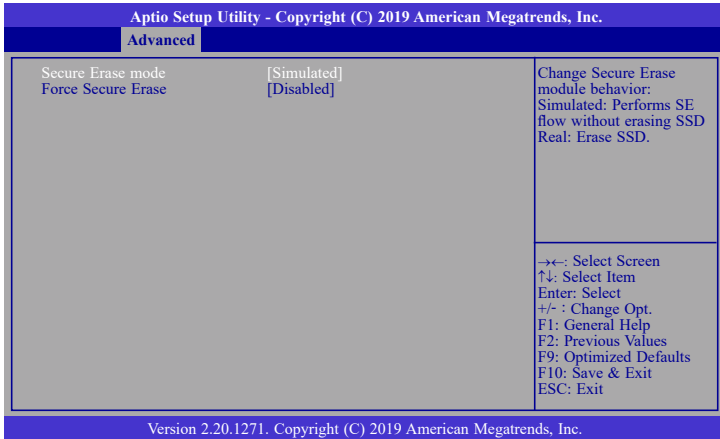 Aptio Setup Utility - Copyright (C) 2019 American Megatrends, Inc.
Advanced
Secure Erase mode [Simulated]
Force Secure Erase [Disabled]
Change Secure Erase
module behavior:
Simulated: Performs SE
flow without erasing SSD
Real: Erase SSD.
→←: Select Screen
↑↓: Select Item
Enter: Select
+/- : Change Opt.
F1: General Help
F2: Previous Values
F9: Optimized Defaults
F10: Save & Exit
ESC: Exit
Version 2.20.1271. Copyright (C) 2019 American Megatrends, Inc.